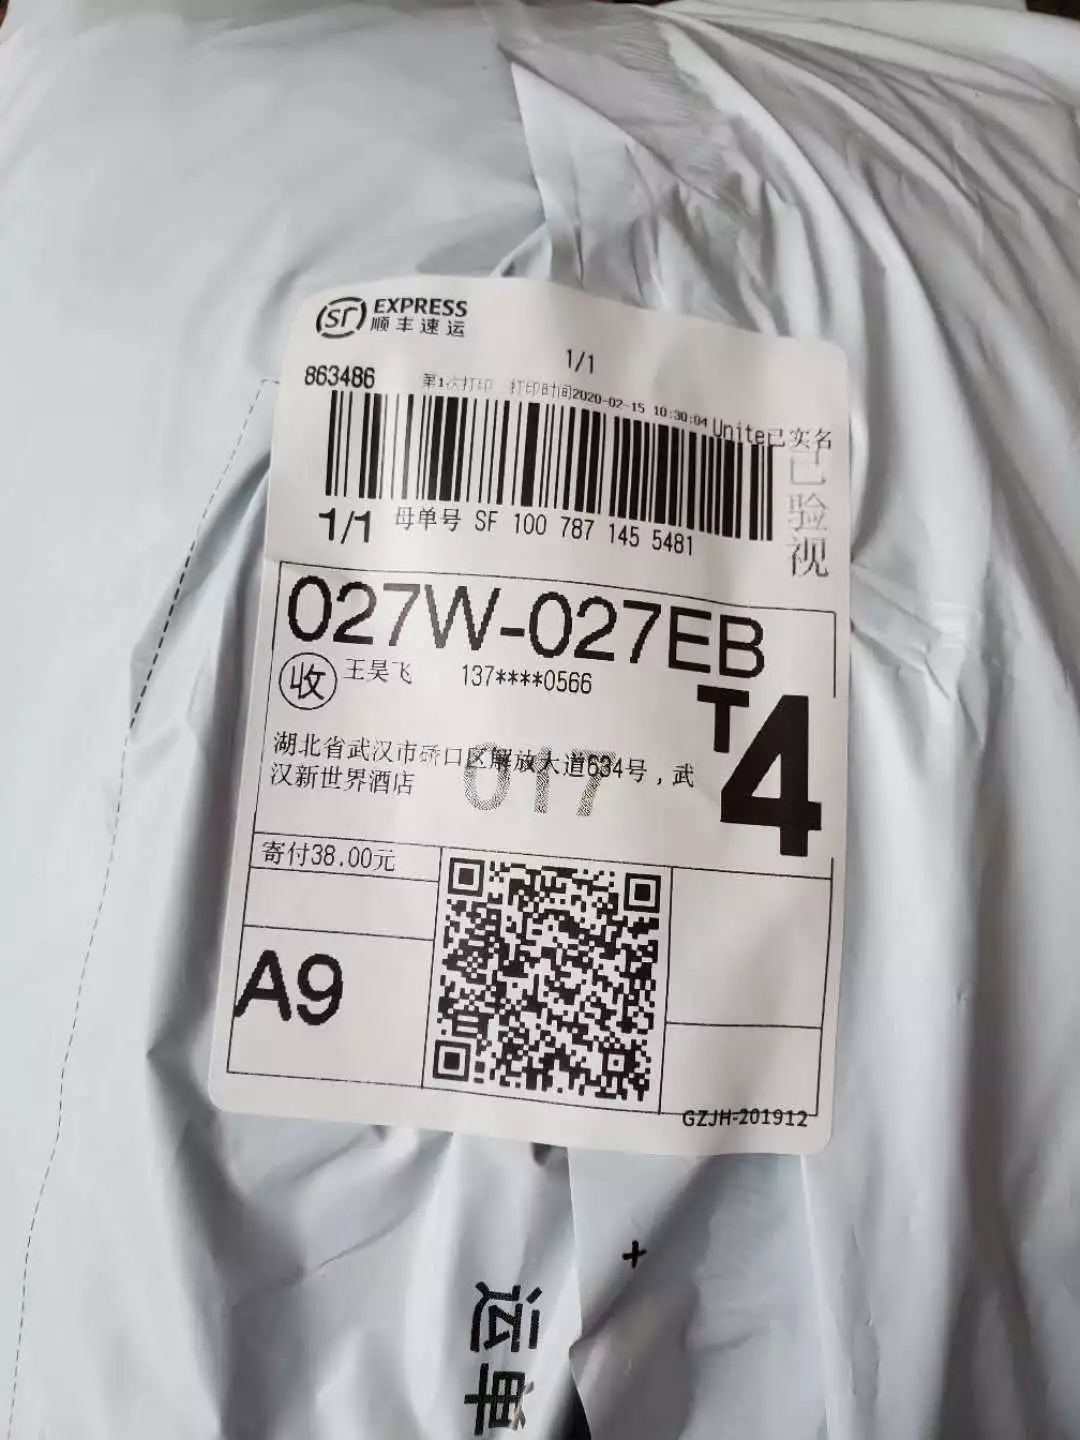 SF EXPRESS
顺丰速运
1/1
863486
第1次打印 打印时间2020-02-15 10:30:04 Unite已实名
已验视
1/1 母单号 SF 100 787 145 5481
027W-027EB
收 王昊飞 137****0566
T4
湖北省武汉市硚口区解放大道634号，武
汉新世界酒店
017
寄付38.00元
A9
GZJH-201912
+
运单